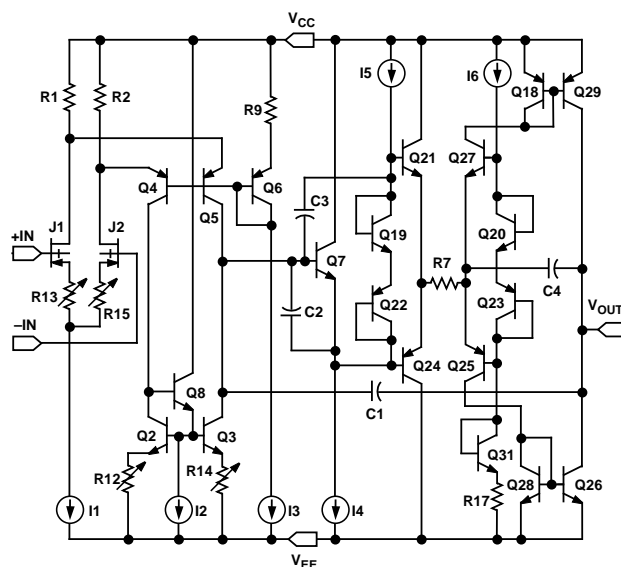 VCC
R1
R2
I5
I6
Q18
Q29
R9
Q21
Q27
Q4
Q5
Q6
C3
J1
J2
+IN
Q19
Q20
Q7
R7
C4
R13
R15
C2
Q22
Q23
VOUT
–IN
Q24
Q25
Q8
C1
Q2
Q3
Q31
R12
R14
R17
Q28
Q26
I1
I2
I3
I4
VEE